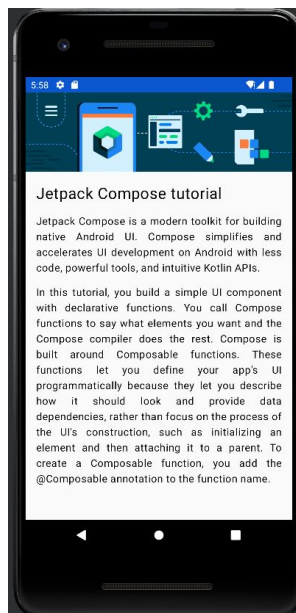 5:58
Jetpack Compose tutorial
Jetpack Compose is a modern toolkit for building
native Android UI. Compose simplifies and
accelerates UI development on Android with less
code, powerful tools, and intuitive Kotlin APIs.
In this tutorial, you build a simple UI component
with declarative functions. You call Compose
functions to say what elements you want and the
Compose compiler does the rest. Compose is
built around Composable functions. These
functions let you define your app's UI
programmatically because they let you describe
how it should look and provide data
dependencies, rather than focus on the process of
the UI's construction, such as initializing an
element and then attaching it to a parent. To
create a Composable function, you add the
@Composable annotation to the function name.